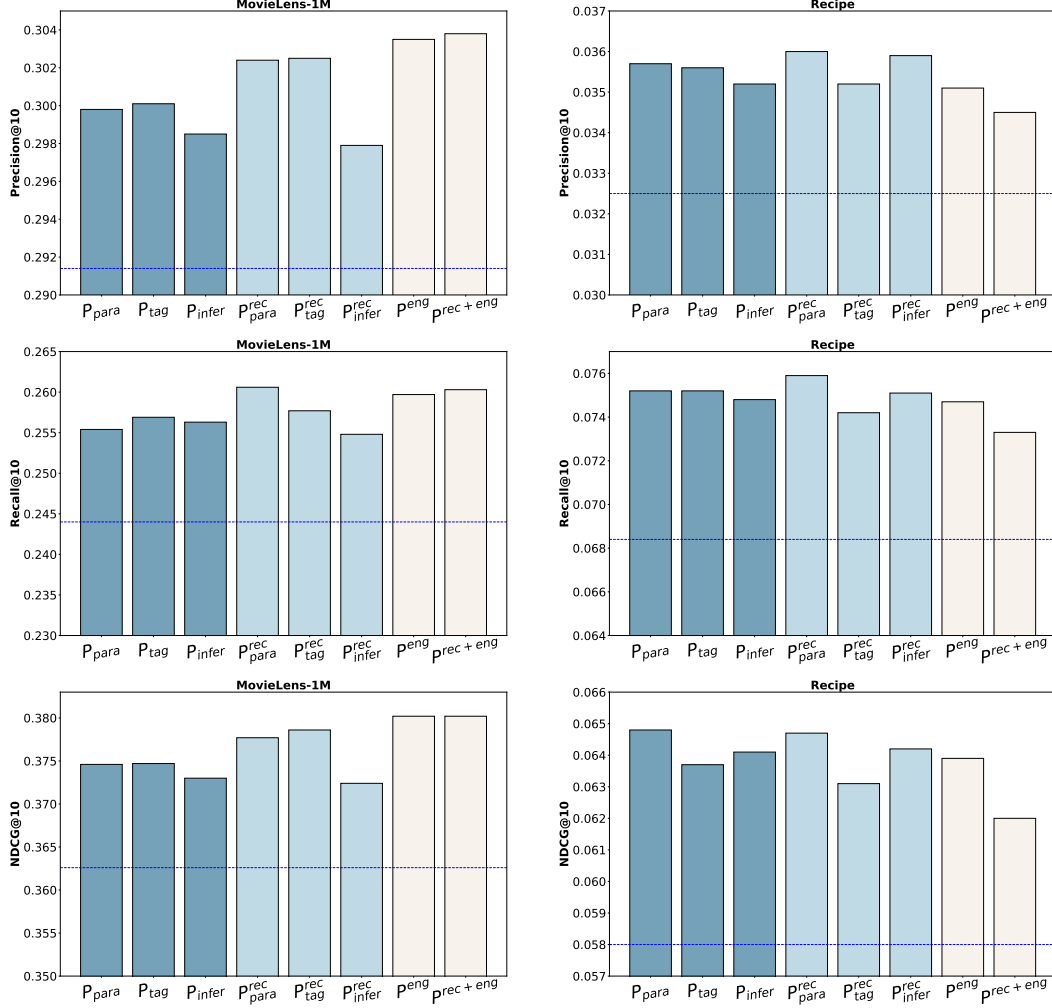 MovieLens-1M
Precision@10
0.304
0.302
0.300
0.298
0.296
0.294
0.292
0.290
P_para P_tag P_infer P^rec_para P^rec_tag P^rec_infer P^eng P^rec + eng
Recipe
Precision@10
0.037
0.036
0.035
0.034
0.033
0.032
0.031
0.030
P_para P_tag P_infer P^rec_para P^rec_tag P^rec_infer P^eng P^rec + eng
MovieLens-1M
Recall@10
0.265
0.260
0.255
0.250
0.245
0.240
0.235
0.230
P_para P_tag P_infer P^rec_para P^rec_tag P^rec_infer P^eng P^rec + eng
Recipe
Recall@10
0.076
0.074
0.072
0.070
0.068
0.066
0.064
P_para P_tag P_infer P^rec_para P^rec_tag P^rec_infer P^eng P^rec + eng
MovieLens-1M
NDCG@10
0.380
0.375
0.370
0.365
0.360
0.355
0.350
P_para P_tag P_infer P^rec_para P^rec_tag P^rec_infer P^eng P^rec + eng
Recipe
NDCG@10
0.066
0.065
0.064
0.063
0.062
0.061
0.060
0.059
0.058
0.057
P_para P_tag P_infer P^rec_para P^rec_tag P^rec_infer P^eng P^rec + eng